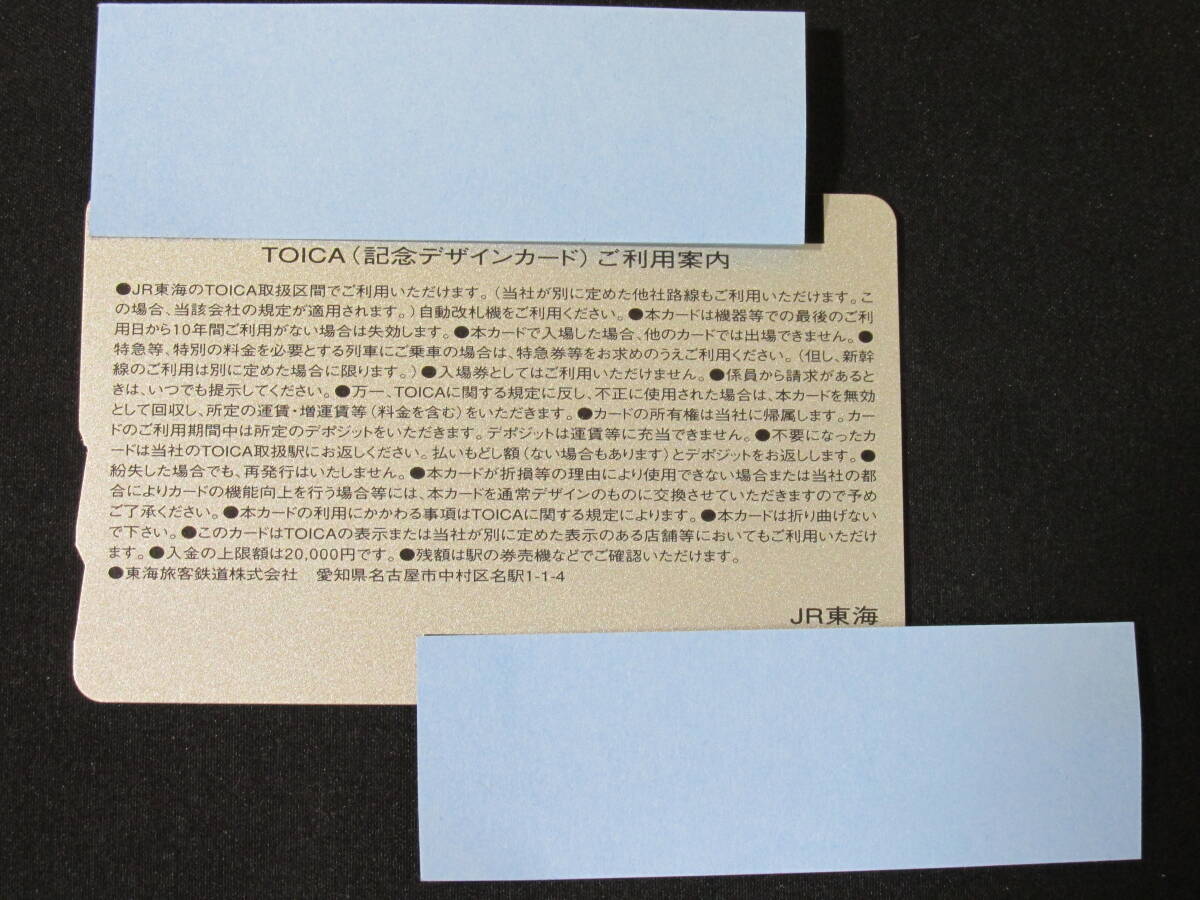 TOICA（記念デザインカード）ご利用案内
●JR東海のTOICA取扱区間でご利用いただけます。（当社が別に定めた他社路線もご利用いただけます。こ
の場合、当該会社の規定が適用されます。）自動改札機をご利用ください。●本カードは機器等での最後のご利
用日から10年間ご利用がない場合は失効します。●本カードで入場した場合、他のカードでは出場できません。●
特急等、特別の料金を必要とする列車にご乗車の場合は、特急券等をお求めのうえご利用ください。（但し、新幹
線のご利用は別に定めた場合に限ります。）●入場券としてはご利用いただけません。●係員から請求があると
きは、いつでも提示してください。●万一、TOICAに関する規定に反し、不正に使用された場合は、本カードを無効
として回収し、所定の運賃・増運賃等（料金を含む）をいただきます。●カードの所有権は当社に帰属します。カー
ドのご利用期間中は所定のデポジットをいただきます。デポジットは運賃等に充当できません。●不要になったカ
ードは当社のTOICA取扱駅にお返しください。払いもどし額（ない場合もあります）とデポジットをお返しします。●
紛失した場合でも、再発行はいたしません。●本カードが折損等の理由により使用できない場合または当社の都
合によりカードの機能向上を行う場合等には、本カードを通常デザインのものに交換させていただきますので予め
ご了承ください。●本カードの利用にかかわる事項はTOICAに関する規定によります。●本カードは折り曲げない
で下さい。●このカードはTOICAの表示または当社が別に定めた表示のある店舗等においてもご利用いただけ
ます。●入金の上限額は20,000円です。●残額は駅の券売機などでご確認いただけます。
●東海旅客鉄道株式会社　愛知県名古屋市中村区名駅1-1-4
JR東海